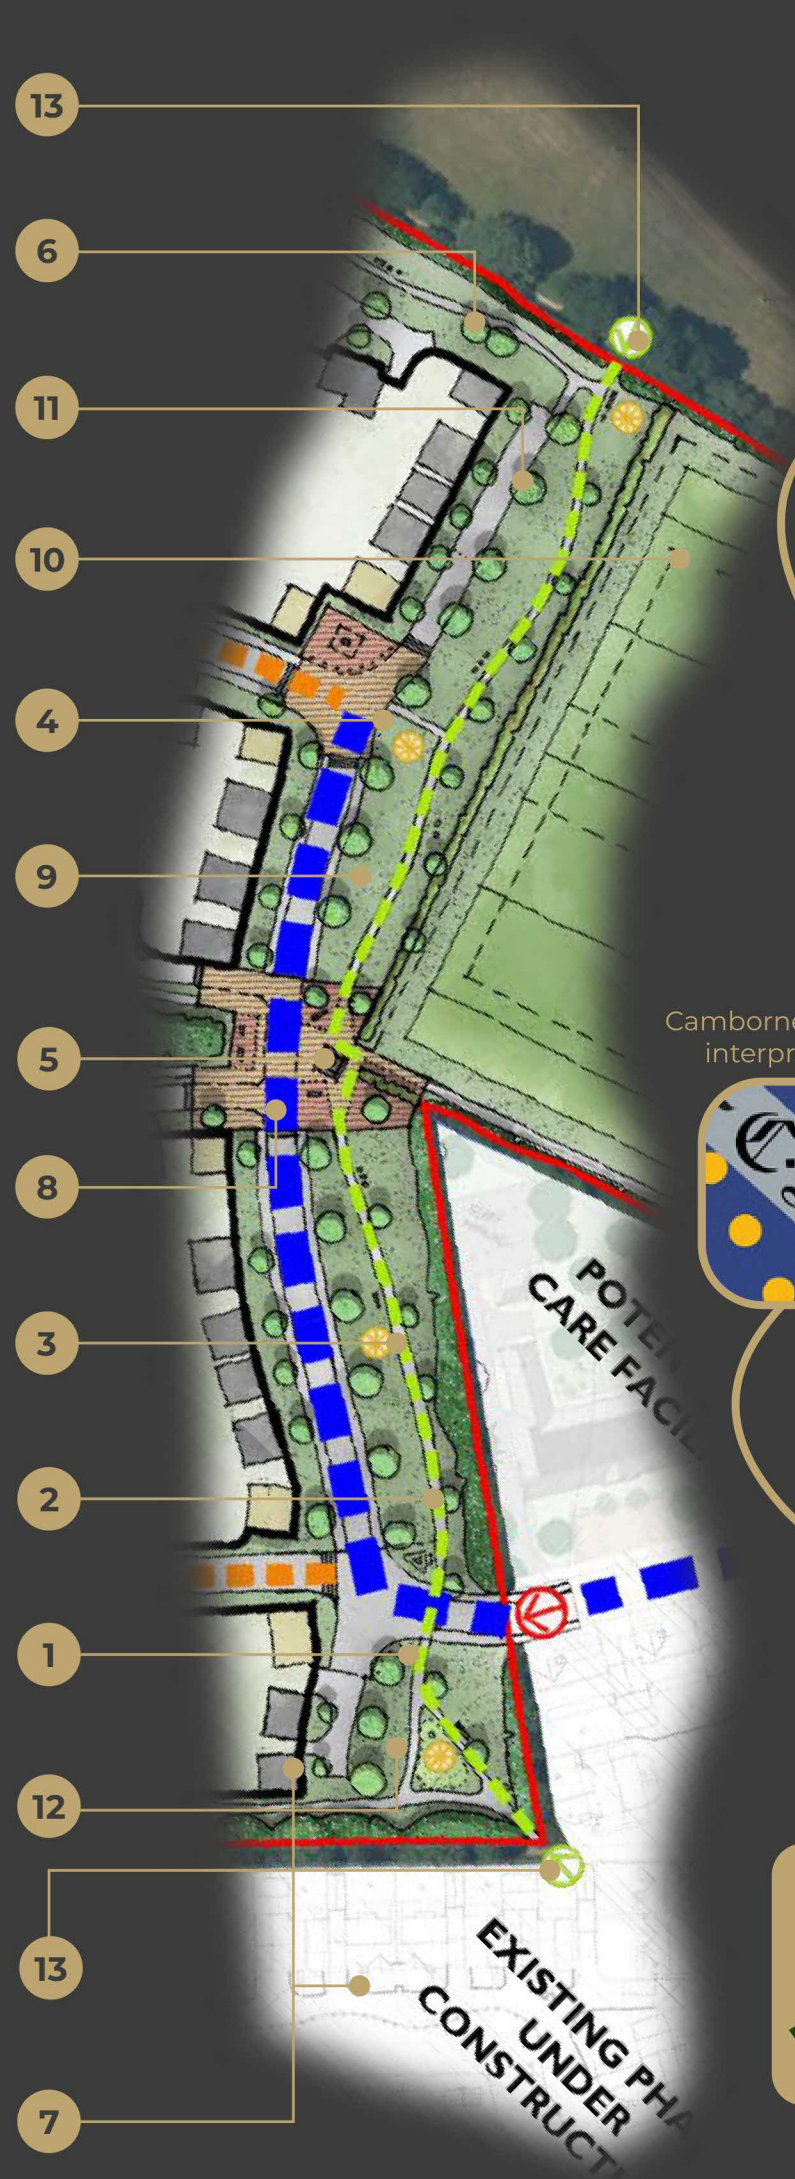 13
6
11
10
4
9
Camborne
interpr
5
8
POTEN
CARE FACIL
3
2
1
12
13
EXISTING PHA
UNDER
CONSTRUCT
7